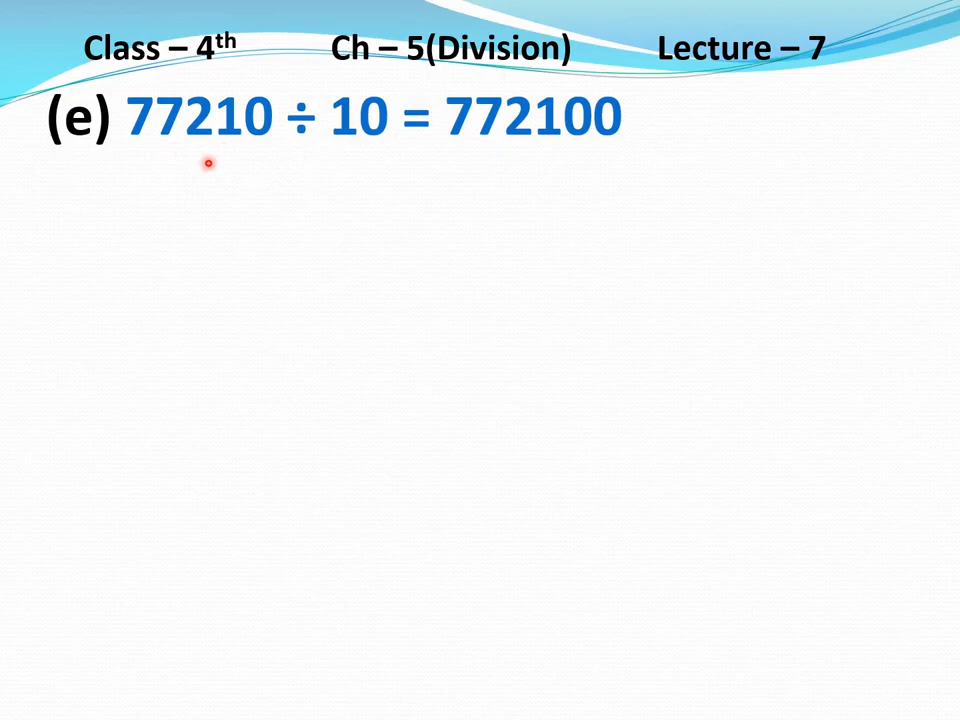 Class – 4th Ch – 5(Division) Lecture – 7
(e) 77210 ÷ 10 = 772100